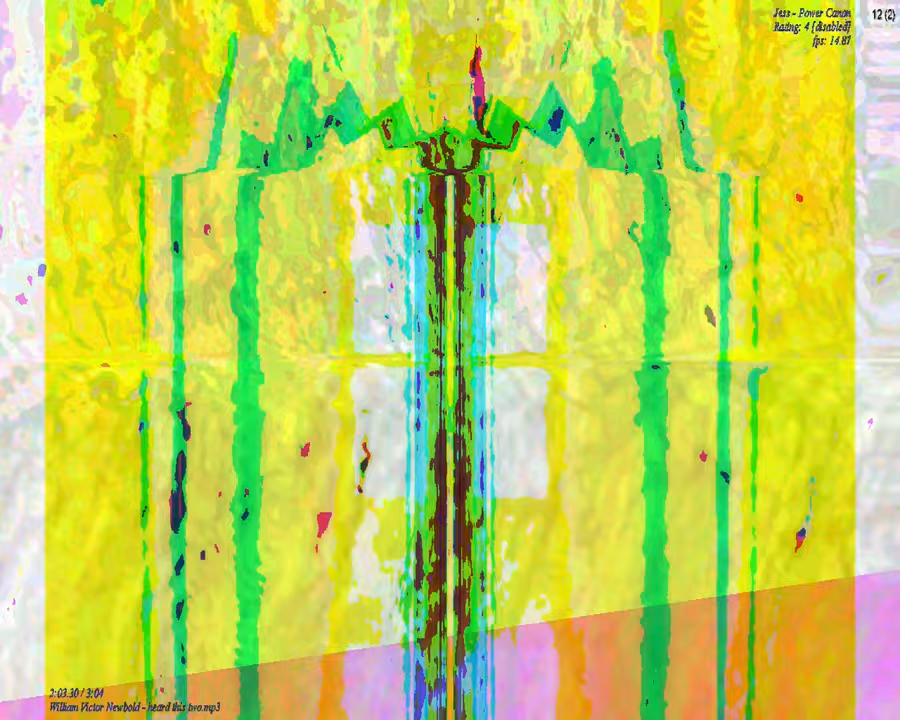 Jess - Power Canon
12 (2)
Rating: 4 [disabled]
fps: 14.87
2:03.30 / 3:04
William Victor Newbold - heard this two.mp3